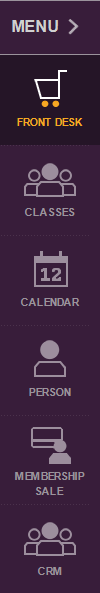 MENU
FRONT DESK
CLASSES
12
CALENDAR
PERSON
MEMBERSHIP
SALE
CRM